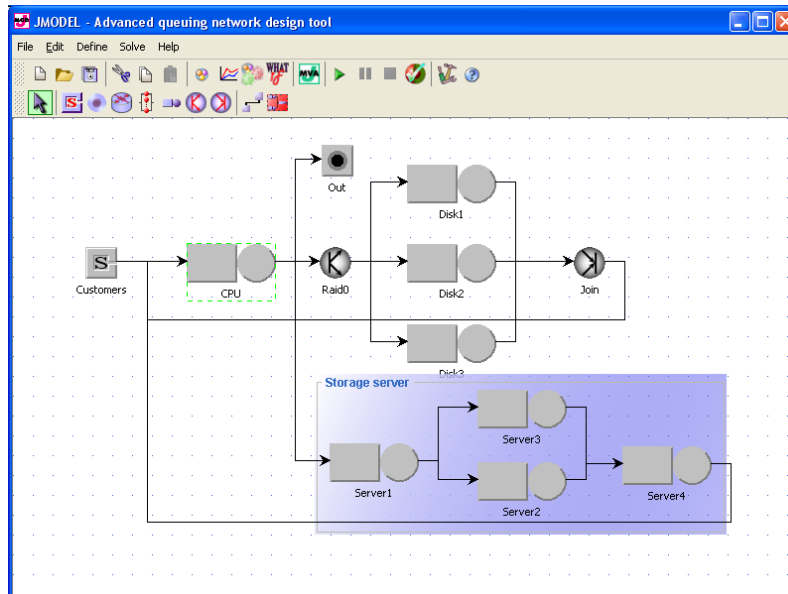 JMODEL - Advanced queuing network design tool
File Edit Define Solve Help
WHAT if
MVA
S
Out
Disk1
S
Customers
CPU
Raid0
Disk2
Join
Disk3
Storage server
Server3
Server1
Server2
Server4